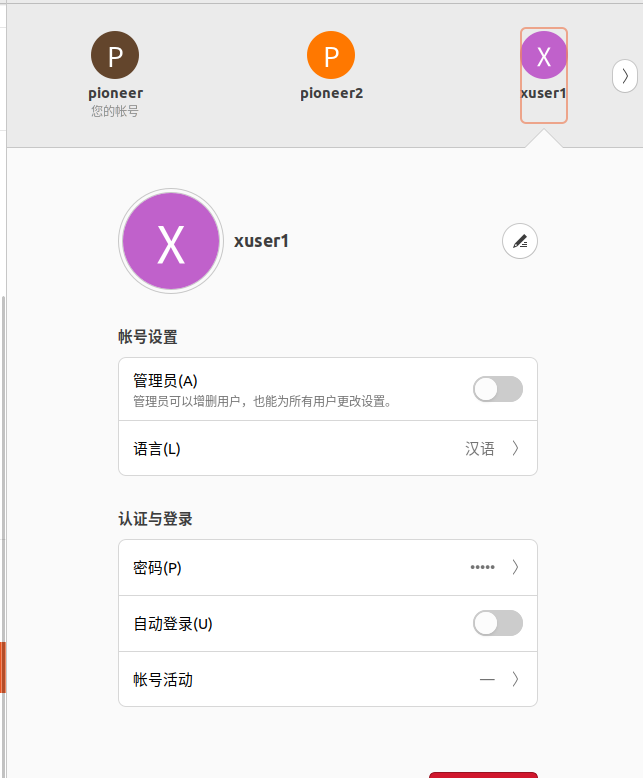 P
P
X
pioneer
pioneer2
xuser1
您的帐号
X
xuser1
帐号设置
管理员(A)
管理员可以增删用户，也能为所有用户更改设置。
语言(L)
汉语
认证与登录
密码(P)
•••••
自动登录(U)
帐号活动
—